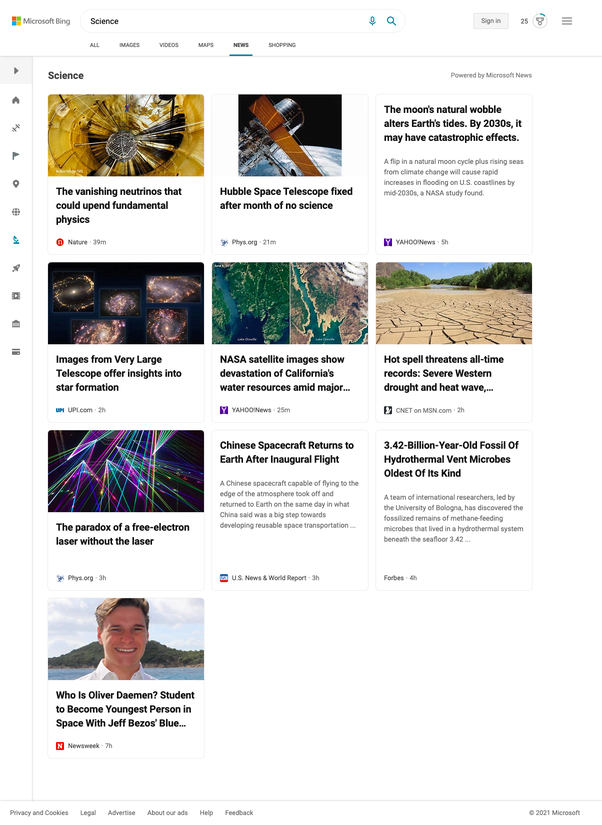 Microsoft Bing
Science
Sign in
25
ALL
IMAGES
VIDEOS
MAPS
NEWS
SHOPPING
Science
Powered by Microsoft News
The vanishing neutrinos that
could upend fundamental
physics
Nature · 39m
Hubble Space Telescope fixed
after month of no science
Phys.org · 21m
The moon's natural wobble
alters Earth's tides. By 2030s, it
may have catastrophic effects.
A flip in a natural moon cycle plus rising seas
from climate change will cause rapid
increases in flooding on U.S. coastlines by
mid-2030s, a NASA study found.
YAHOO!News · 5h
Images from Very Large
Telescope offer insights into
star formation
UPI
UPI.com · 2h
NASA satellite images show
devastation of California's
water resources amid major...
YAHOO!News · 25m
Hot spell threatens all-time
records: Severe Western
drought and heat wave,...
CNET on MSN.com · 2h
The paradox of a free-electron
laser without the laser
Phys.org · 3h
Chinese Spacecraft Returns to
Earth After Inaugural Flight
A Chinese spacecraft capable of flying to the
edge of the atmosphere took off and
returned to Earth on the same day in what
China said was a big step towards
developing reusable space transportation ...
U.S. News & World Report · 3h
3.42-Billion-Year-Old Fossil Of
Hydrothermal Vent Microbes
Oldest Of Its Kind
A team of international researchers, led by
the University of Bologna, has discovered the
fossilized remains of methane-feeding
microbes that lived in a hydrothermal system
beneath the seafloor 3.42 ...
Forbes · 4h
Who Is Oliver Daemen? Student
to Become Youngest Person in
Space With Jeff Bezos' Blue...
N
Newsweek · 7h
Privacy and Cookies
Legal
Advertise
About our ads
Help
Feedback
© 2021 Microsoft